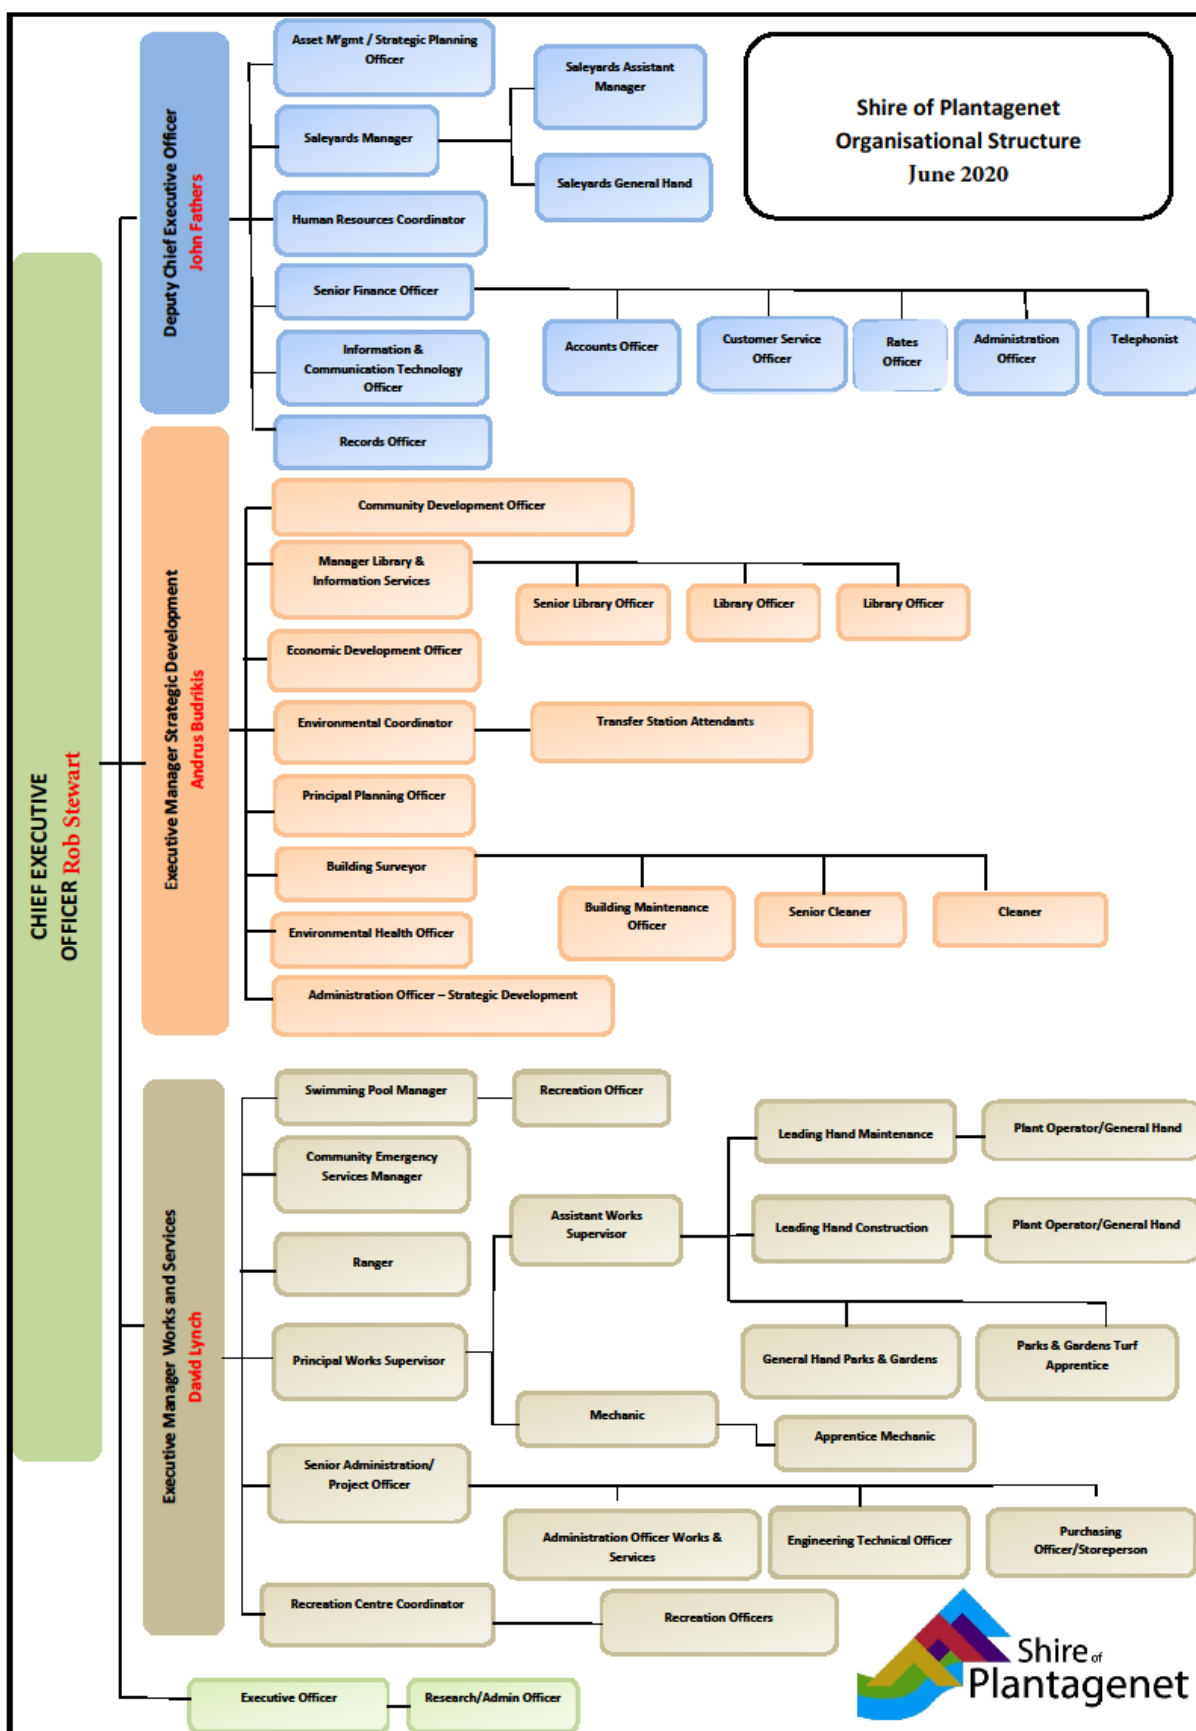 Shire of Plantagenet
Organisational Structure
June 2020
CHIEF EXECUTIVE
OFFICER Rob Stewart
Deputy Chief Executive Officer
John Fathers
Asset M'gmt / Strategic Planning
Officer
Saleyards Manager
Saleyards Assistant
Manager
Saleyards General Hand
Human Resources Coordinator
Senior Finance Officer
Accounts Officer
Customer Service
Officer
Rates
Officer
Administration
Officer
Telephonist
Information &
Communication Technology
Officer
Records Officer
Executive Manager Strategic Development
Andrus Budrikis
Community Development Officer
Manager Library &
Information Services
Senior Library Officer
Library Officer
Library Officer
Economic Development Officer
Environmental Coordinator
Transfer Station Attendants
Principal Planning Officer
Building Surveyor
Building Maintenance
Officer
Senior Cleaner
Cleaner
Environmental Health Officer
Administration Officer – Strategic Development
Executive Manager Works and Services
David Lynch
Swimming Pool Manager
Recreation Officer
Community Emergency
Services Manager
Ranger
Principal Works Supervisor
Assistant Works
Supervisor
Leading Hand Maintenance
Plant Operator/General Hand
Leading Hand Construction
Plant Operator/General Hand
General Hand Parks & Gardens
Parks & Gardens Turf
Apprentice
Mechanic
Apprentice Mechanic
Senior Administration/
Project Officer
Administration Officer Works &
Services
Engineering Technical Officer
Purchasing
Officer/Storeperson
Recreation Centre Coordinator
Recreation Officers
Executive Officer
Research/Admin Officer
Shire of
Plantagenet